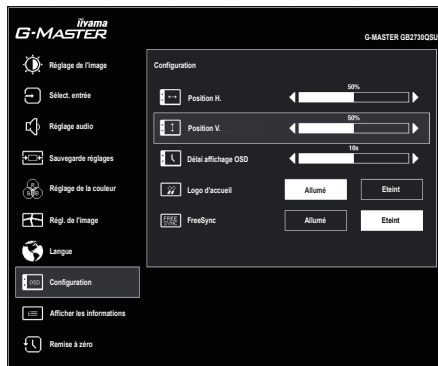 iiyama
G-MASTER
G-MASTER GB2730QSU
Réglage de l'image
Sélect. entrée
Réglage audio
Sauvegarde réglages
Réglage de la couleur
Régl. de l'image
Langue
OSD Configuration
Afficher les informations
Remise à zéro
Configuration
Position H. 50%
Position V. 50%
Délai affichage OSD 10s
Logo d'accueil Allumé Eteint
FREE SYNC FreeSync Allumé Eteint